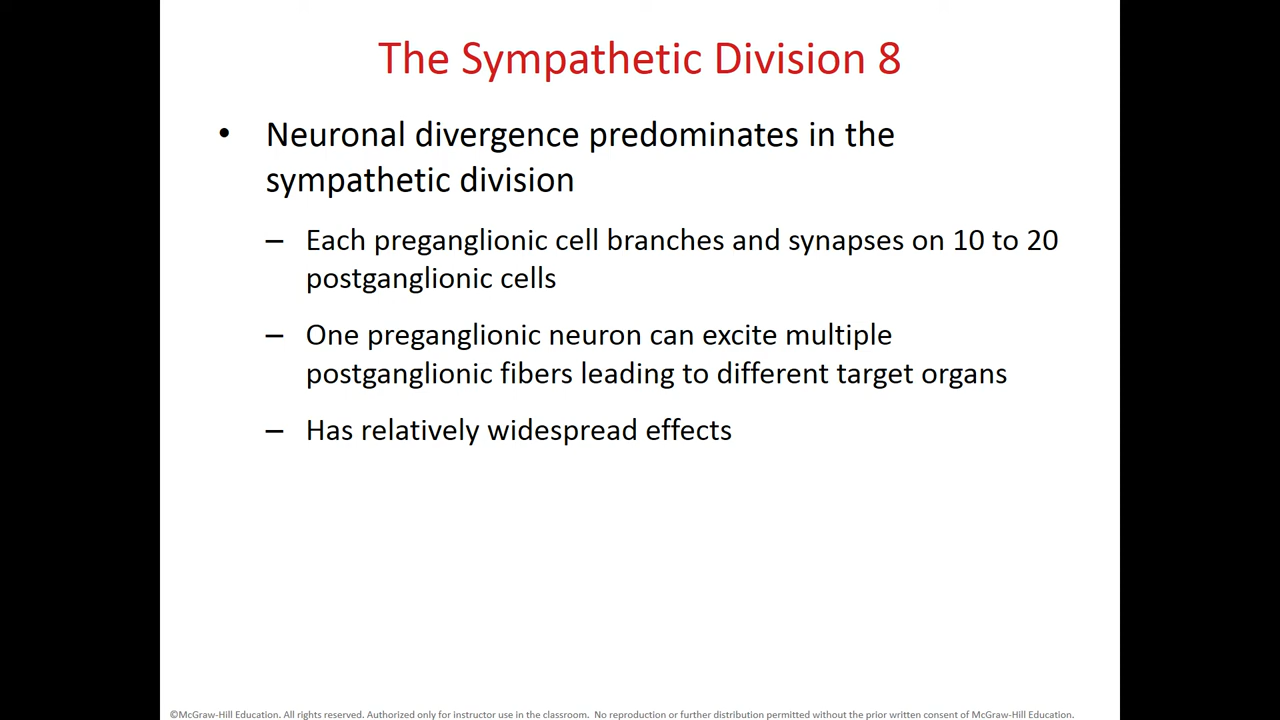 The Sympathetic Division 8
• Neuronal divergence predominates in the
sympathetic division
– Each preganglionic cell branches and synapses on 10 to 20
postganglionic cells
– One preganglionic neuron can excite multiple
postganglionic fibers leading to different target organs
– Has relatively widespread effects
©McGraw-Hill Education. All rights reserved. Authorized only for instructor use in the classroom. No reproduction or further distribution permitted without the prior written consent of McGraw-Hill Education.